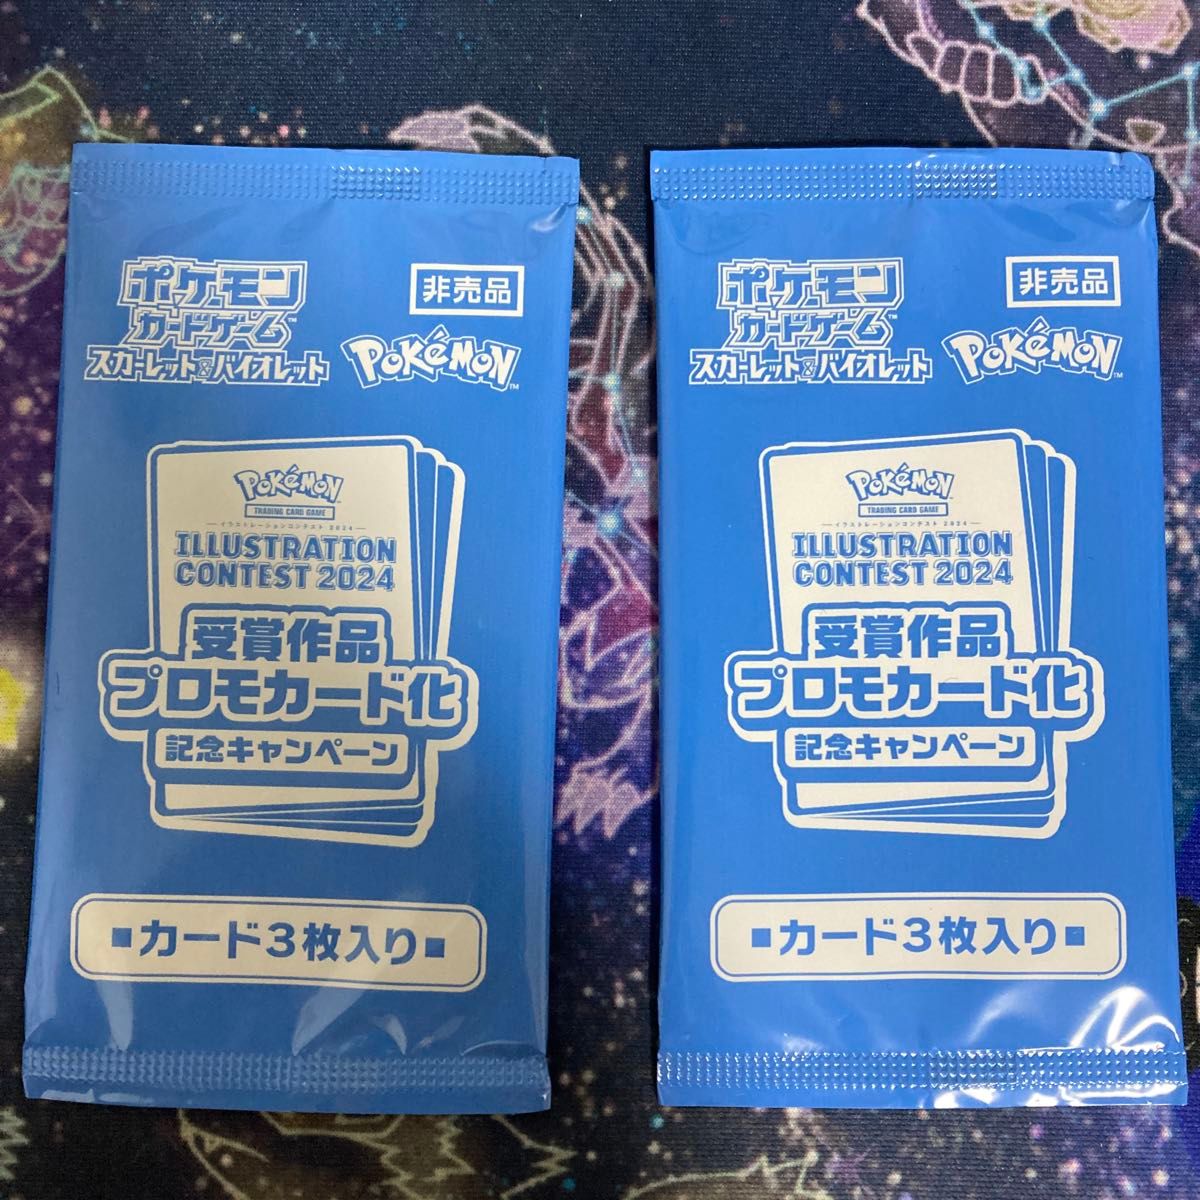 ポケモン
カードゲーム™
スカーレット&バイオレット
非売品
POKéMON™
POKéMON
TRADING CARD GAME
イラストレーションコンテスト 2024
ILLUSTRATION
CONTEST 2024
受賞作品
プロモカード化
記念キャンペーン
■カード3枚入り■
ポケモン
カードゲーム™
スカーレット&バイオレット
非売品
POKéMON™
POKéMON
TRADING CARD GAME
イラストレーションコンテスト 2024
ILLUSTRATION
CONTEST 2024
受賞作品
プロモカード化
記念キャンペーン
■カード3枚入り■